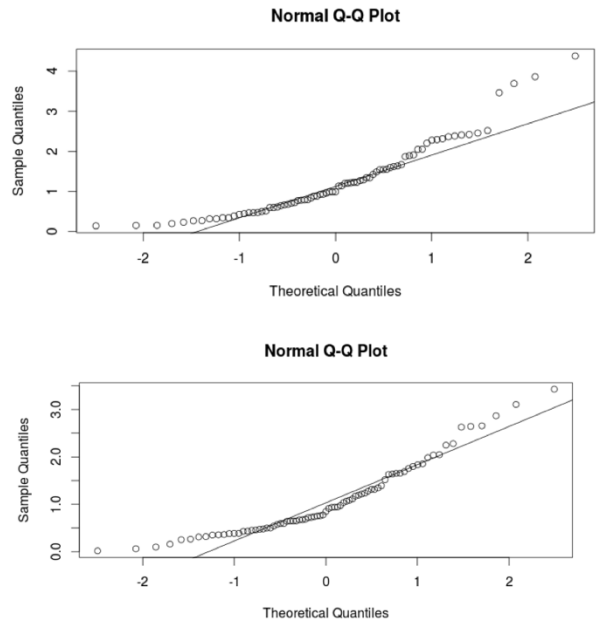 Normal Q-Q Plot
Sample Quantiles
4
3
2
1
0
-2 -1 0 1 2
Theoretical Quantiles
Normal Q-Q Plot
Sample Quantiles
3.0
2.0
1.0
0.0
-2 -1 0 1 2
Theoretical Quantiles